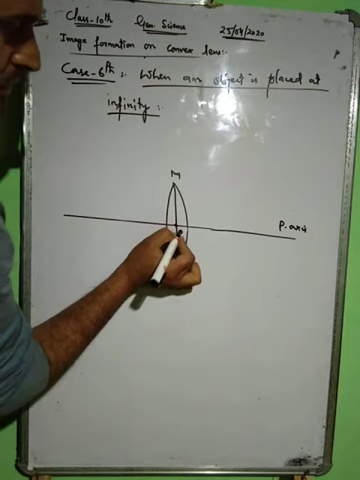 Class-10th Gen Science 25/04/2020
Image formation on convex lens:-
Case-6th:- When an object is placed at
infinity:-
M
P.axis